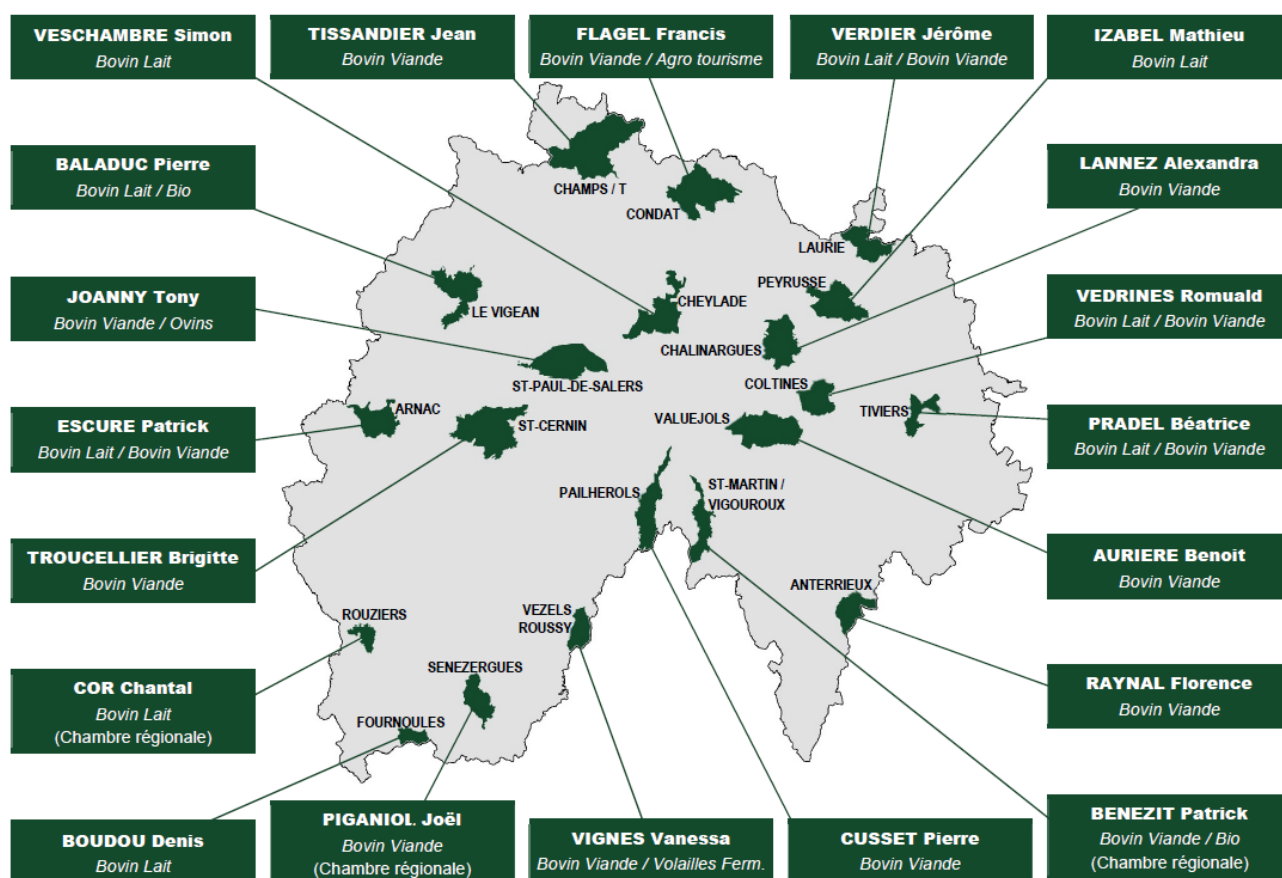 VESCHAMBRE Simon
Bovin Lait
TISSANDIER Jean
Bovin Viande
FLAGEL Francis
Bovin Viande / Agro tourisme
VERDIER Jérôme
Bovin Lait / Bovin Viande
IZABEL Mathieu
Bovin Lait
BALADUC Pierre
Bovin Lait / Bio
LANNEZ Alexandra
Bovin Viande
JOANNY Tony
Bovin Viande / Ovins
VEDRINES Romuald
Bovin Lait / Bovin Viande
ESCURE Patrick
Bovin Lait / Bovin Viande
PRADEL Béatrice
Bovin Lait / Bovin Viande
TROUCELLIER Brigitte
Bovin Viande
AURIERE Benoit
Bovin Viande
COR Chantal
Bovin Lait
(Chambre régionale)
RAYNAL Florence
Bovin Viande
BOUDOU Denis
Bovin Lait
PIGANIOL Joël
Bovin Viande
(Chambre régionale)
VIGNES Vanessa
Bovin Viande / Volailles Ferm.
CUSSET Pierre
Bovin Viande
BENEZIT Patrick
Bovin Viande / Bio
(Chambre régionale)
CHAMPS / T
CONDAT
LAURIE
PEYRUSSE
CHEYLADE
LE VIGEAN
CHALINARGUES
ST-PAUL-DE-SALERS
COLTINES
ARNAC
TIVIERS
ST-CERNIN
VALUEJOLS
PAILHEROLS
ST-MARTIN /
VIGOUROUX
ANTERRIEUX
ROUZIERS
VEZELS
ROUSSY
SENEZERGUES
FOURNOULES